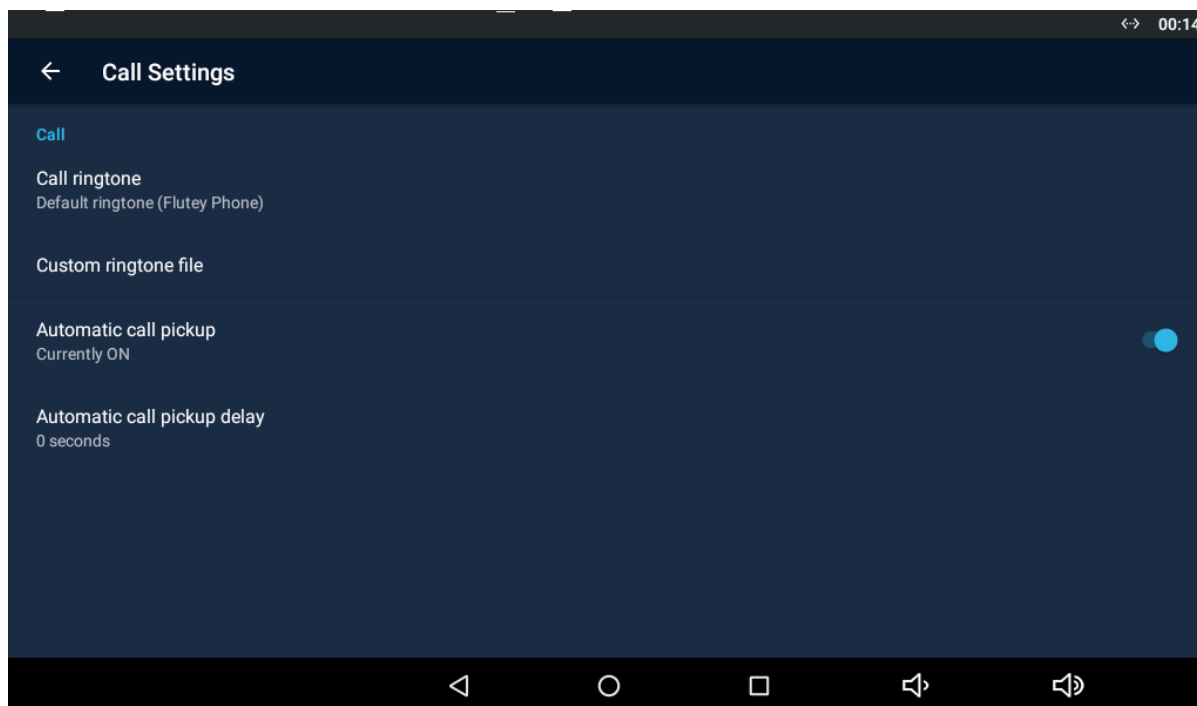 00:14
Call Settings
Call
Call ringtone
Default ringtone (Flutey Phone)
Custom ringtone file
Automatic call pickup
Currently ON
Automatic call pickup delay
0 seconds